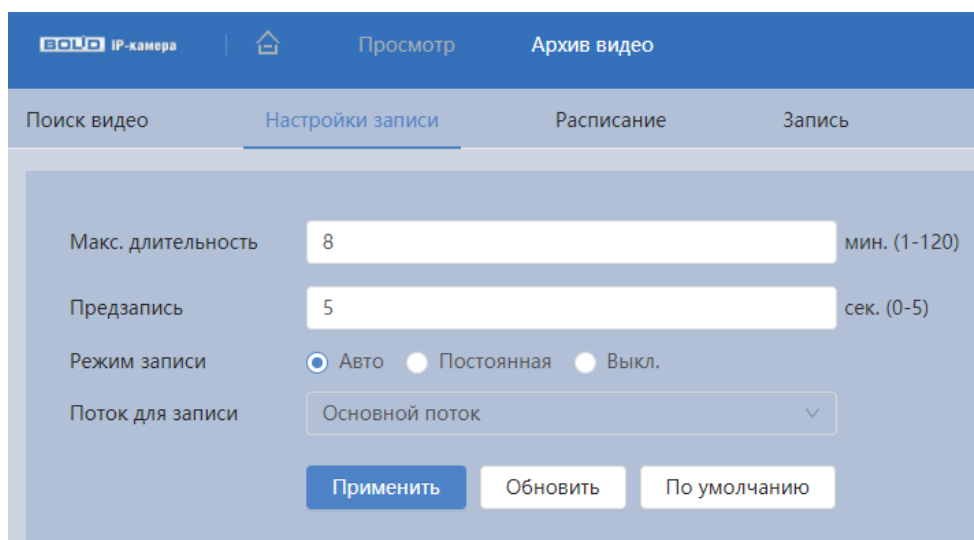 BOLID IP-камера Просмотр Архив видео
Поиск видео Настройки записи Расписание Запись
Макс. длительность 8 мин. (1-120)
Предзапись 5 сек. (0-5)
Режим записи Авто Постоянная Выкл.
Поток для записи Основной поток
Применить Обновить По умолчанию